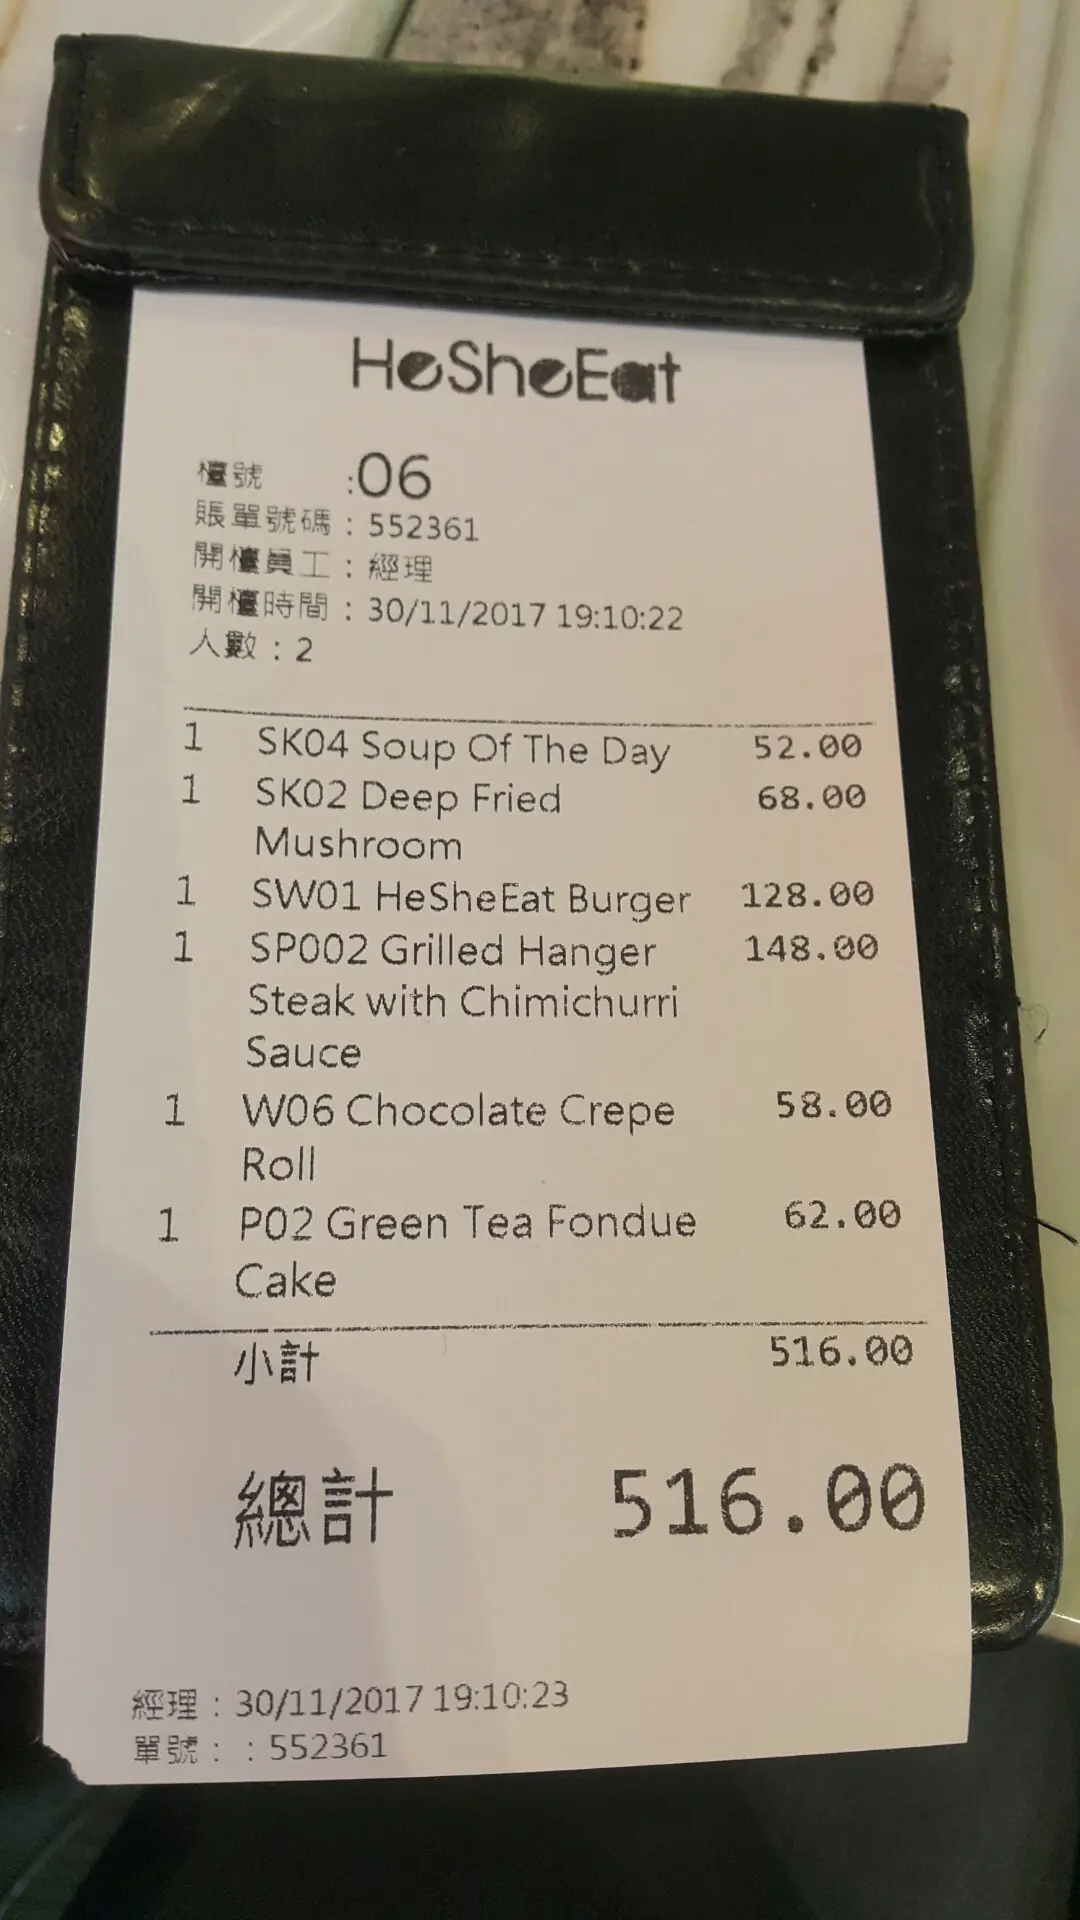 HeSheEat
檯號 :06
賬單號碼 : 552361
開檯員工 : 經理
開檯時間 : 30/11/2017 19:10:22
人數 : 2
1 SK04 Soup Of The Day 52.00
1 SK02 Deep Fried 68.00
Mushroom
1 SW01 HeSheEat Burger 128.00
1 SP002 Grilled Hanger 148.00
Steak with Chimichurri
Sauce
1 W06 Chocolate Crepe 58.00
Roll
1 P02 Green Tea Fondue 62.00
Cake
小計 516.00
總計 516.00
經理 : 30/11/2017 19:10:23
單號 : : 552361